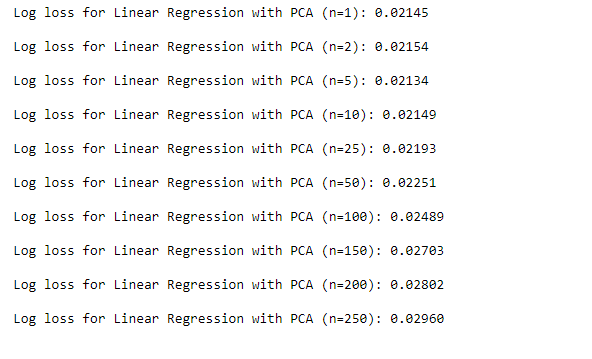 Log loss for Linear Regression with PCA (n=1): 0.02145
Log loss for Linear Regression with PCA (n=2): 0.02154
Log loss for Linear Regression with PCA (n=5): 0.02134
Log loss for Linear Regression with PCA (n=10): 0.02149
Log loss for Linear Regression with PCA (n=25): 0.02193
Log loss for Linear Regression with PCA (n=50): 0.02251
Log loss for Linear Regression with PCA (n=100): 0.02489
Log loss for Linear Regression with PCA (n=150): 0.02703
Log loss for Linear Regression with PCA (n=200): 0.02802
Log loss for Linear Regression with PCA (n=250): 0.02960